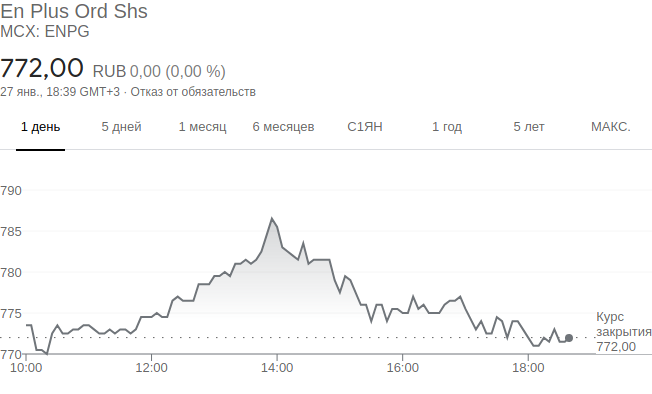 En Plus Ord Shs
MCX: ENPG
772,00 RUB 0,00 (0,00 %)
27 янв., 18:39 GMT+3 · Отказ от обязательств
1 день 5 дней 1 месяц 6 месяцев С1ЯН 1 год 5 лет МАКС.
790
785
780
775
770
Курс
закрытия
772,00
10:00 12:00 14:00 16:00 18:00